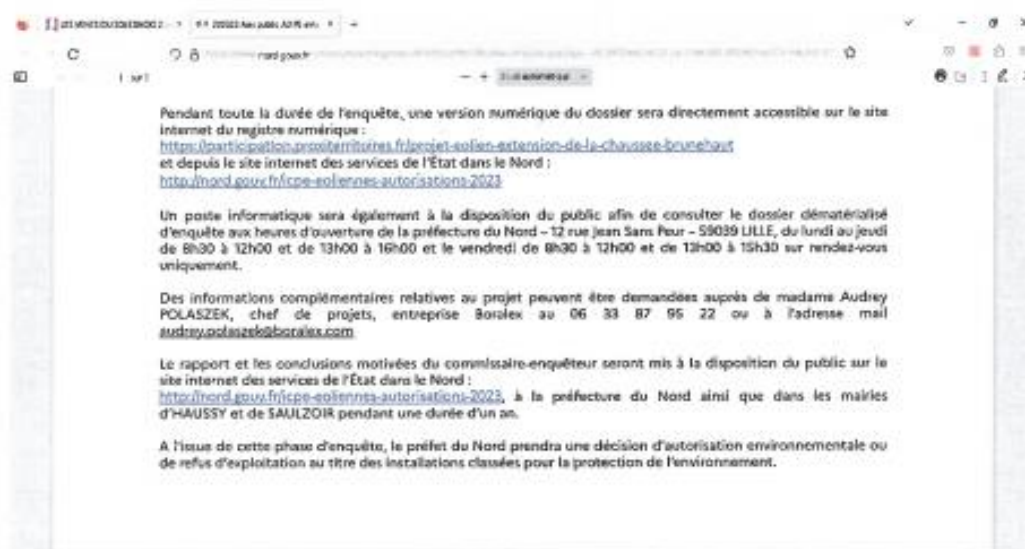 1 sur 1
Pendant toute la durée de l'enquête, une version numérique du dossier sera directement accessible sur le site
internet du registre numérique :
https://participation.proxiterritoires.fr/projet-eolien-extension-de-la-chaussee-brunehaut
et depuis le site internet des services de l'État dans le Nord :
http://nord.gouv.fr/icpe-eoliennes-autorisations-2023
Un poste informatique sera également à la disposition du public afin de consulter le dossier dématérialisé
d'enquête aux heures d'ouverture de la préfecture du Nord – 12 rue Jean Sans Peur – 59039 LILLE, du lundi au jeudi
de 8h30 à 12h00 et de 13h00 à 16h00 et le vendredi de 8h30 à 12h00 et de 13h00 à 15h30 sur rendez-vous
uniquement.
Des informations complémentaires relatives au projet peuvent être demandées auprès de madame Audrey
POLASZEK, chef de projets, entreprise Boralex au 06 33 87 95 22 ou à l'adresse mail
audrey.polaszek@boralex.com
Le rapport et les conclusions motivées du commissaire-enquêteur seront mis à la disposition du public sur le
site internet des services de l'État dans le Nord :
http://nord.gouv.fr/icpe-eoliennes-autorisations-2023, à la préfecture du Nord ainsi que dans les mairies
d'HAUSSY et de SAULZOIR pendant une durée d'un an.
A l'issue de cette phase d'enquête, le préfet du Nord prendra une décision d'autorisation environnementale ou
de refus d'exploitation au titre des installations classées pour la protection de l'environnement.